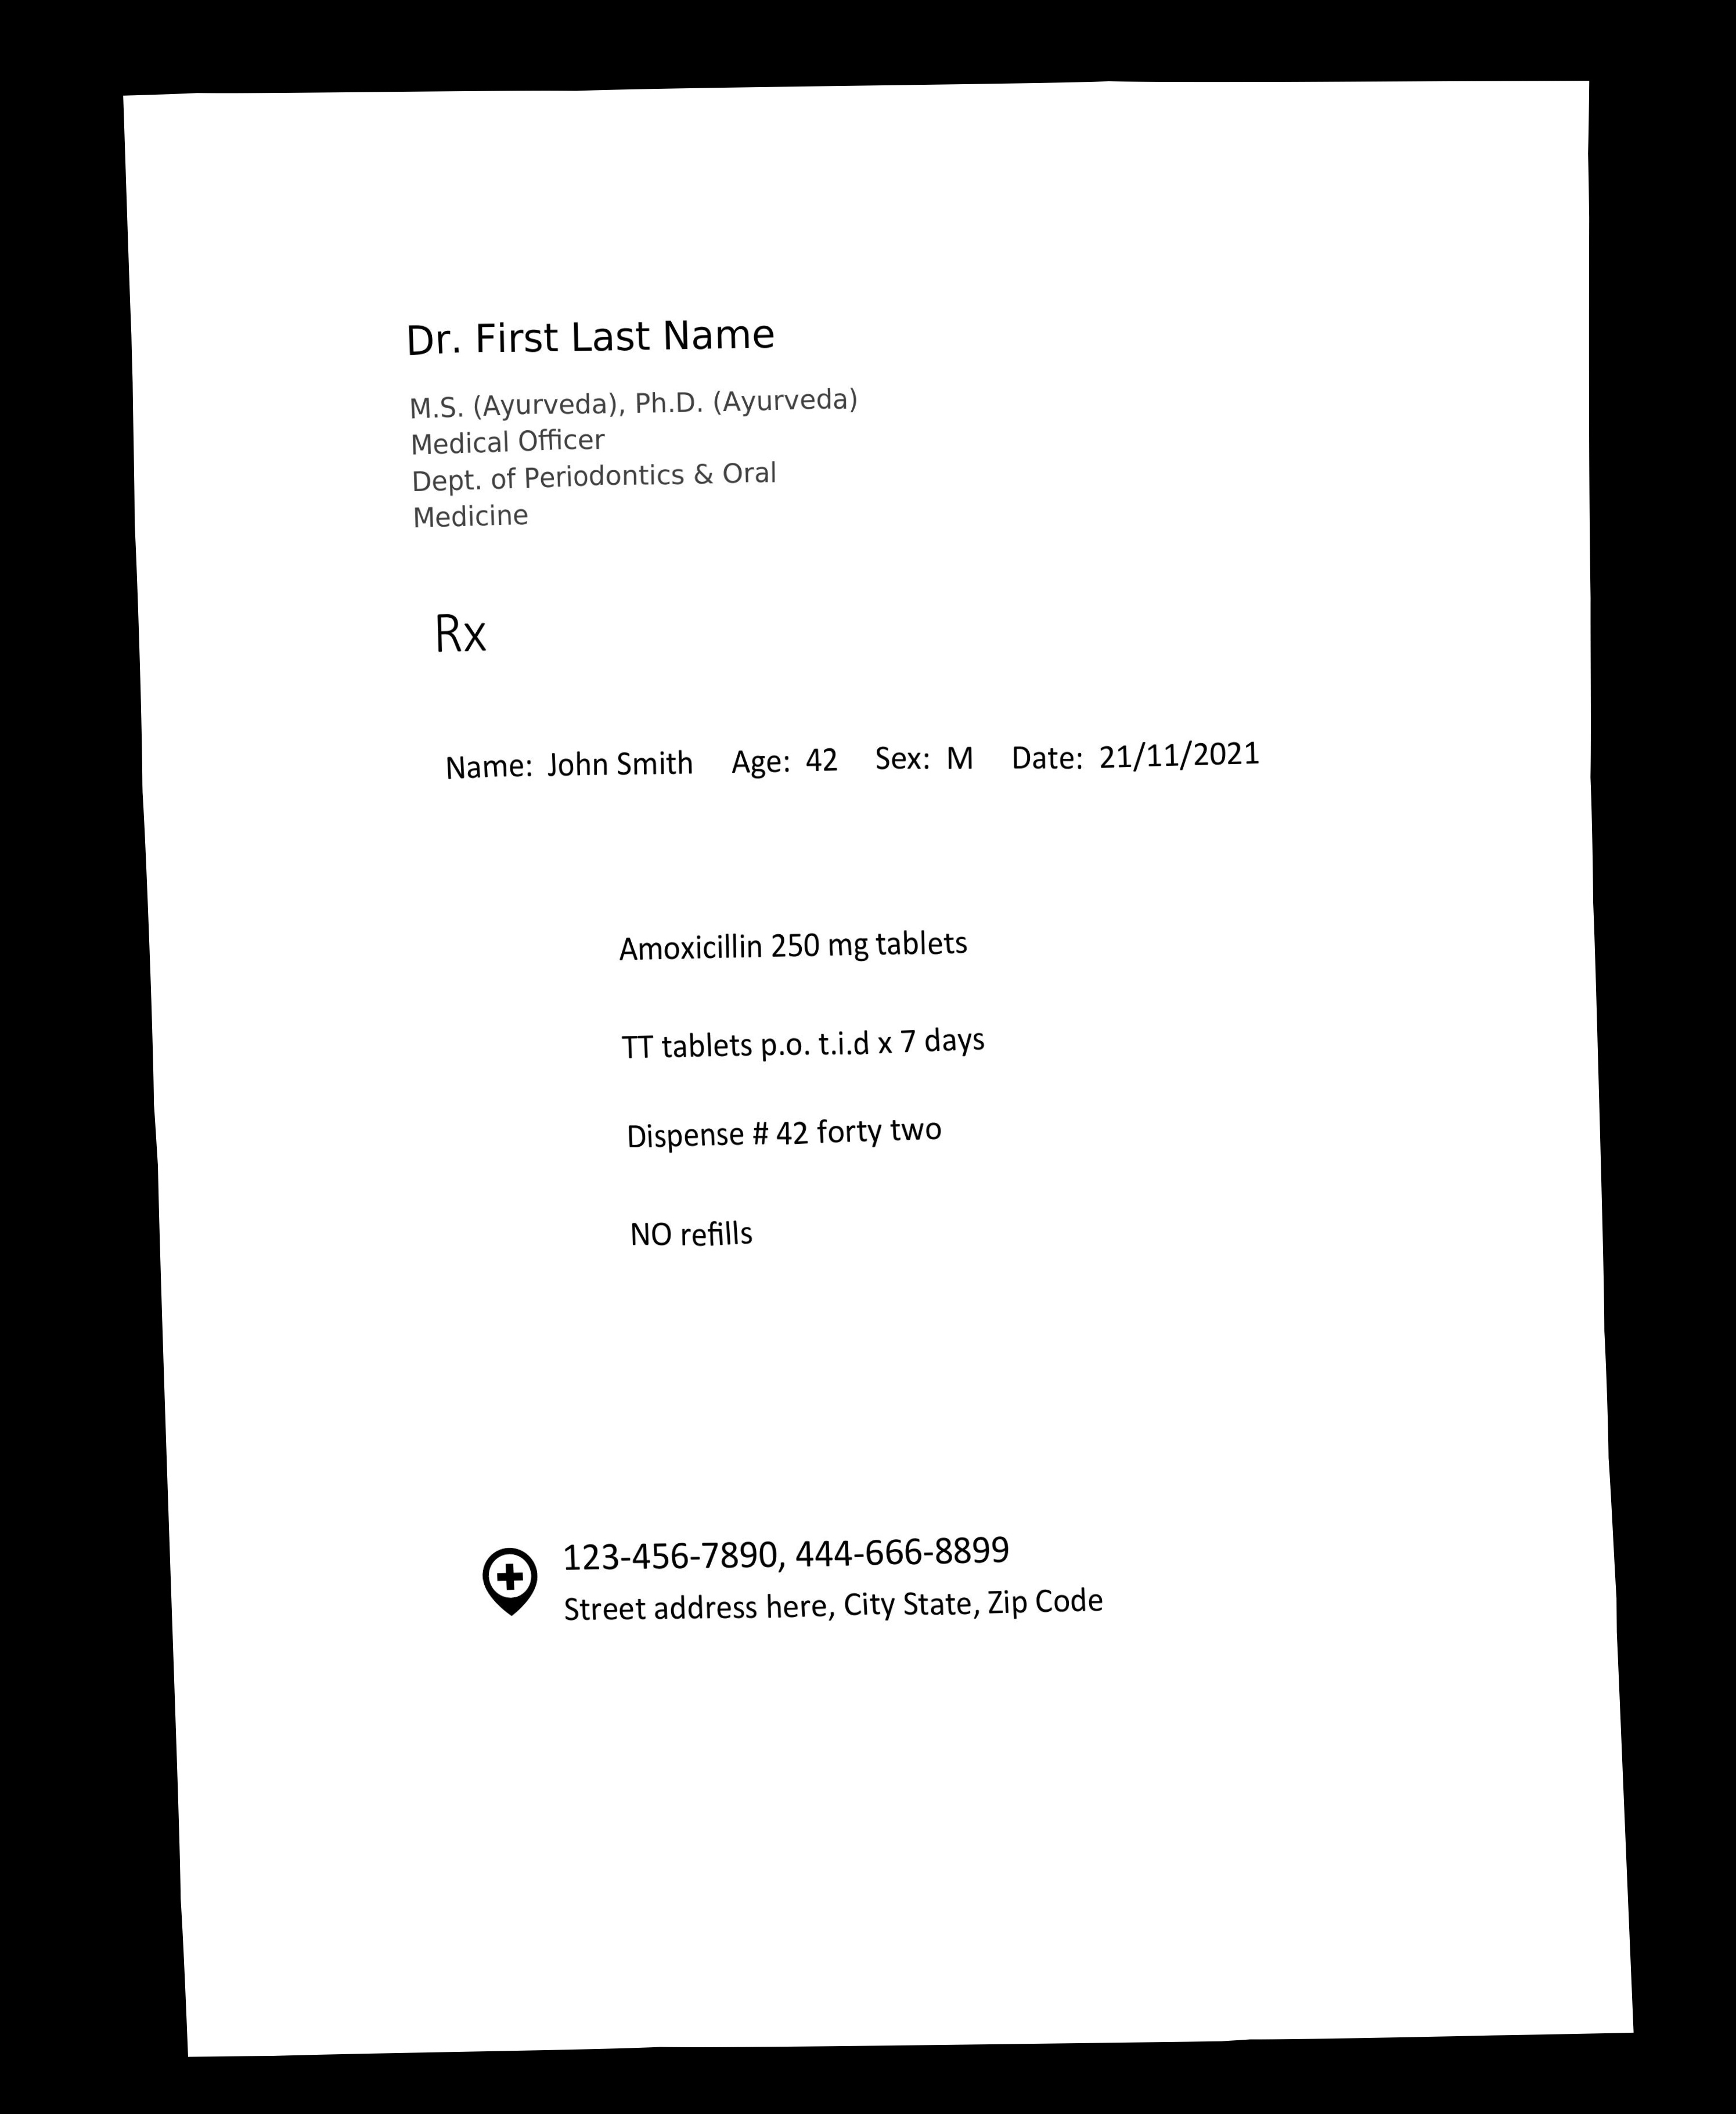 Dr. First Last Name
M.S. (Ayurveda), Ph.D. (Ayurveda)
Medical Officer
Dept. of Periodontics & Oral
Medicine
Rx
Name: John Smith Age: 42 Sex: M Date: 21/11/2021
Amoxicillin 250 mg tablets
TT tablets p.o. t.i.d x 7 days
Dispense # 42 forty two
NO refills
123-456-7890, 444-666-8899
Street address here, City State, Zip Code